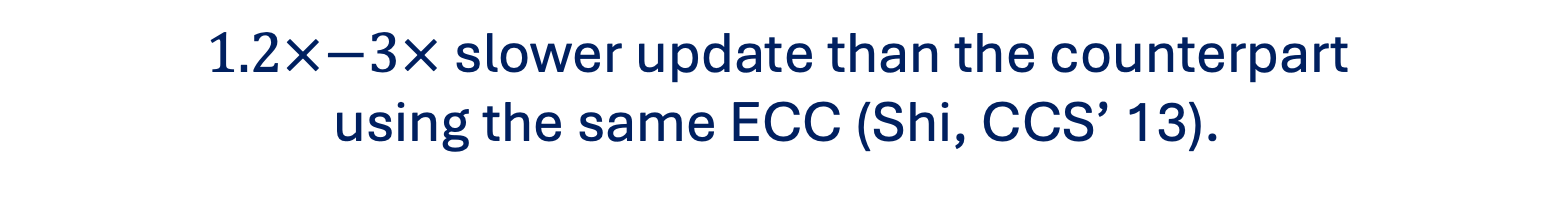 1.2×−3× slower update than the counterpart
using the same ECC (Shi, CCS’ 13).